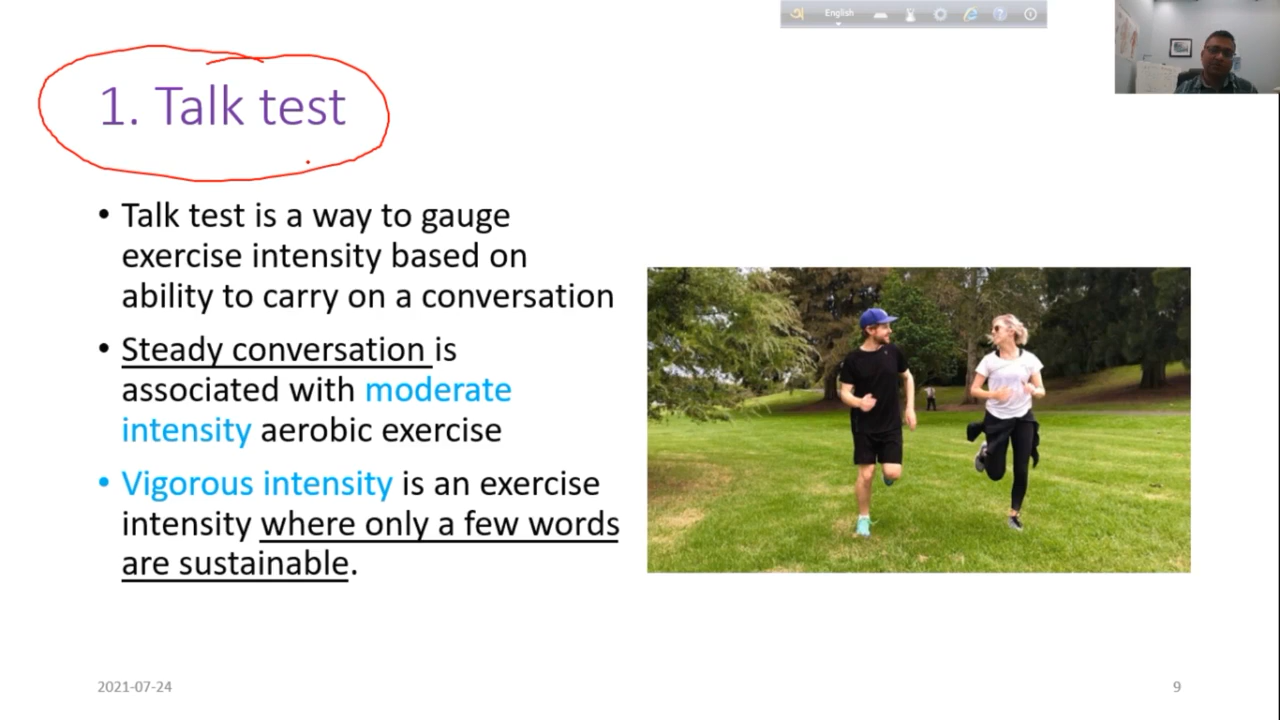 অ English
1. Talk test
• Talk test is a way to gauge
exercise intensity based on
ability to carry on a conversation
• Steady conversation is
associated with moderate
intensity aerobic exercise
• Vigorous intensity is an exercise
intensity where only a few words
are sustainable.
2021-07-24
9